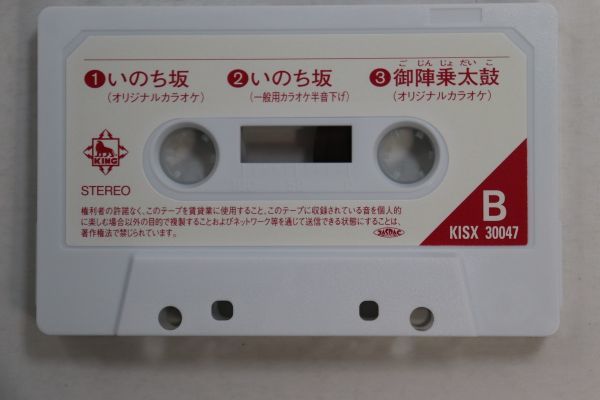 1 いのち坂
(オリジナルカラオケ)
2 いのち坂
(一般用カラオケ半音下げ)
ご じん じょ だい こ
3 御陣乗太鼓
(オリジナルカラオケ)
KING
STEREO
権利者の許諾なく、このテープを賃貸業に使用すること、このテープに収録されている音を個人的
に楽しむ場合以外の目的で複製することおよびネットワーク等を通じて送信できる状態にすることは、
著作権法で禁じられています。
JASRAC
B
KISX 30047